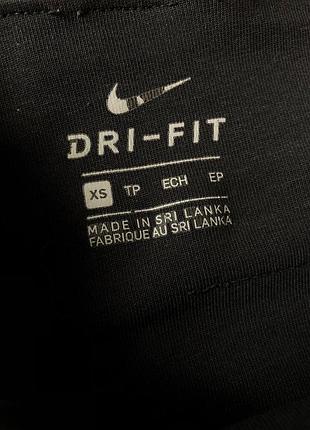 DRI-FIT
XS TP ECH EP
MADE IN SRI LANKA
FABRIQUE AU SRI LANKA